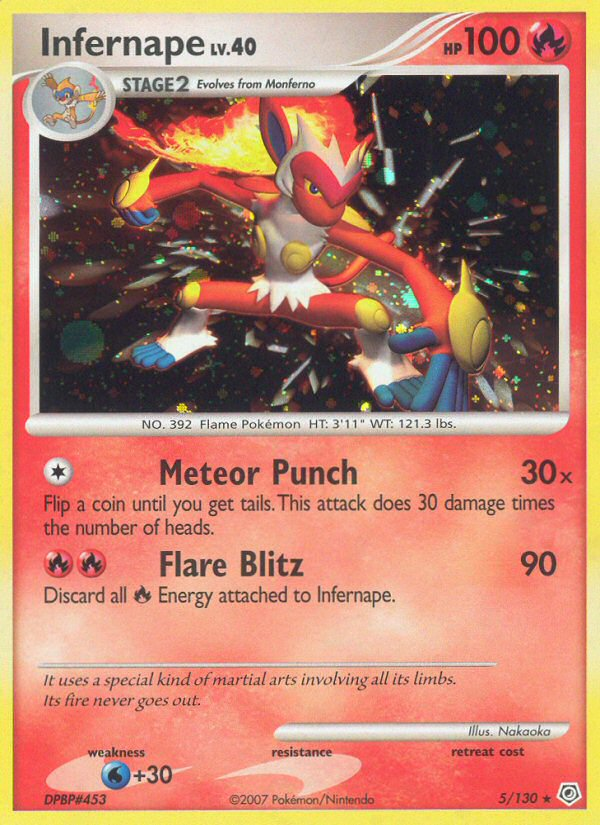 Infernape LV.40
HP 100
STAGE2 Evolves from Monferno
NO. 392 Flame Pokémon HT: 3'11" WT: 121.3 lbs.
Meteor Punch 30x
Flip a coin until you get tails. This attack does 30 damage times
the number of heads.
Flare Blitz 90
Discard all Energy attached to Infernape.
It uses a special kind of martial arts involving all its limbs.
Its fire never goes out.
Illus. Nakaoka
weakness resistance retreat cost
+30
DPBP#453 ©2007 Pokémon/Nintendo 5/130 ★